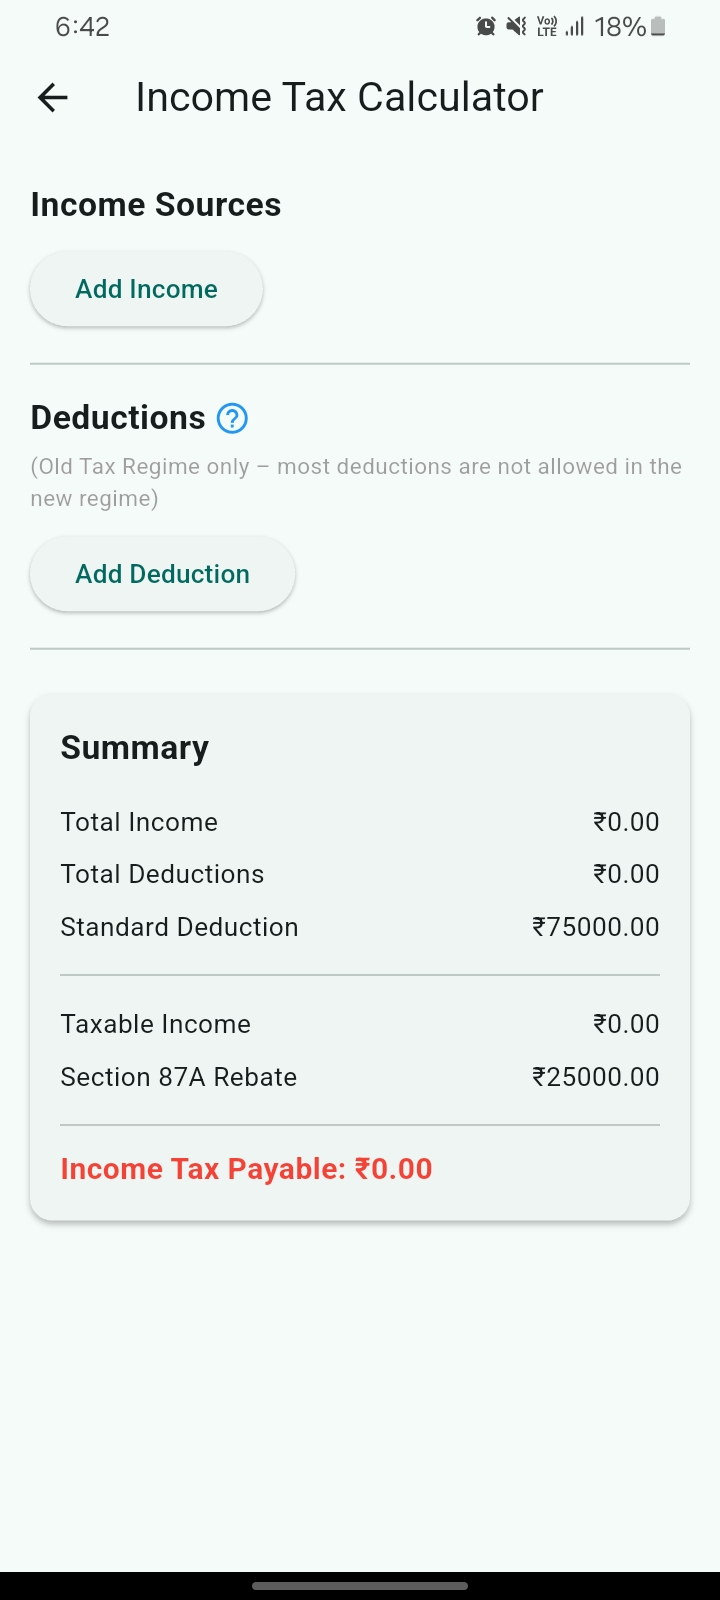 6:42
Vo)) LTE 18%
Income Tax Calculator
Income Sources
Add Income
Deductions ?
(Old Tax Regime only – most deductions are not allowed in the
new regime)
Add Deduction
Summary
Total Income ₹0.00
Total Deductions ₹0.00
Standard Deduction ₹75000.00
Taxable Income ₹0.00
Section 87A Rebate ₹25000.00
Income Tax Payable: ₹0.00